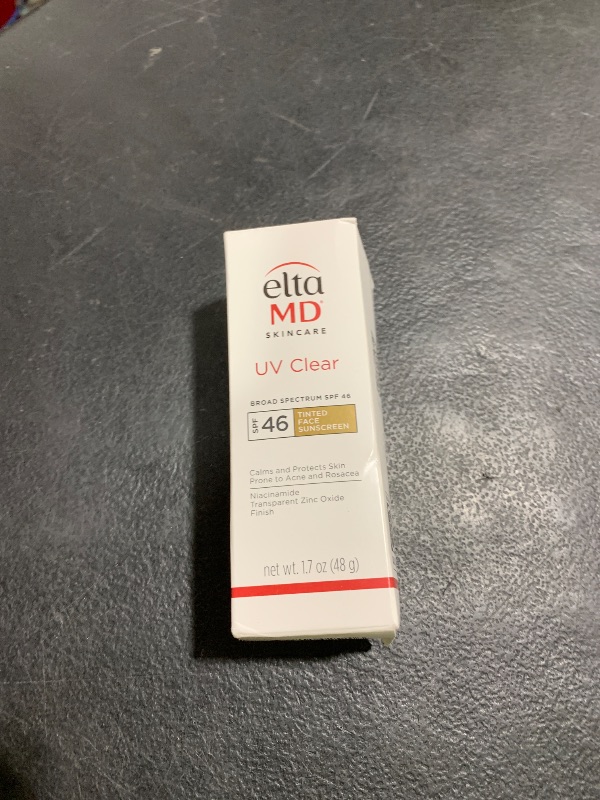 elta
MD®
SKINCARE
UV Clear
BROAD SPECTRUM SPF 46
SPF 46 TINTED
FACE
SUNSCREEN
Calms and Protects Skin
Prone to Acne and Rosacea
Niacinamide
Transparent Zinc Oxide
Finish
net wt. 1.7 oz (48 g)